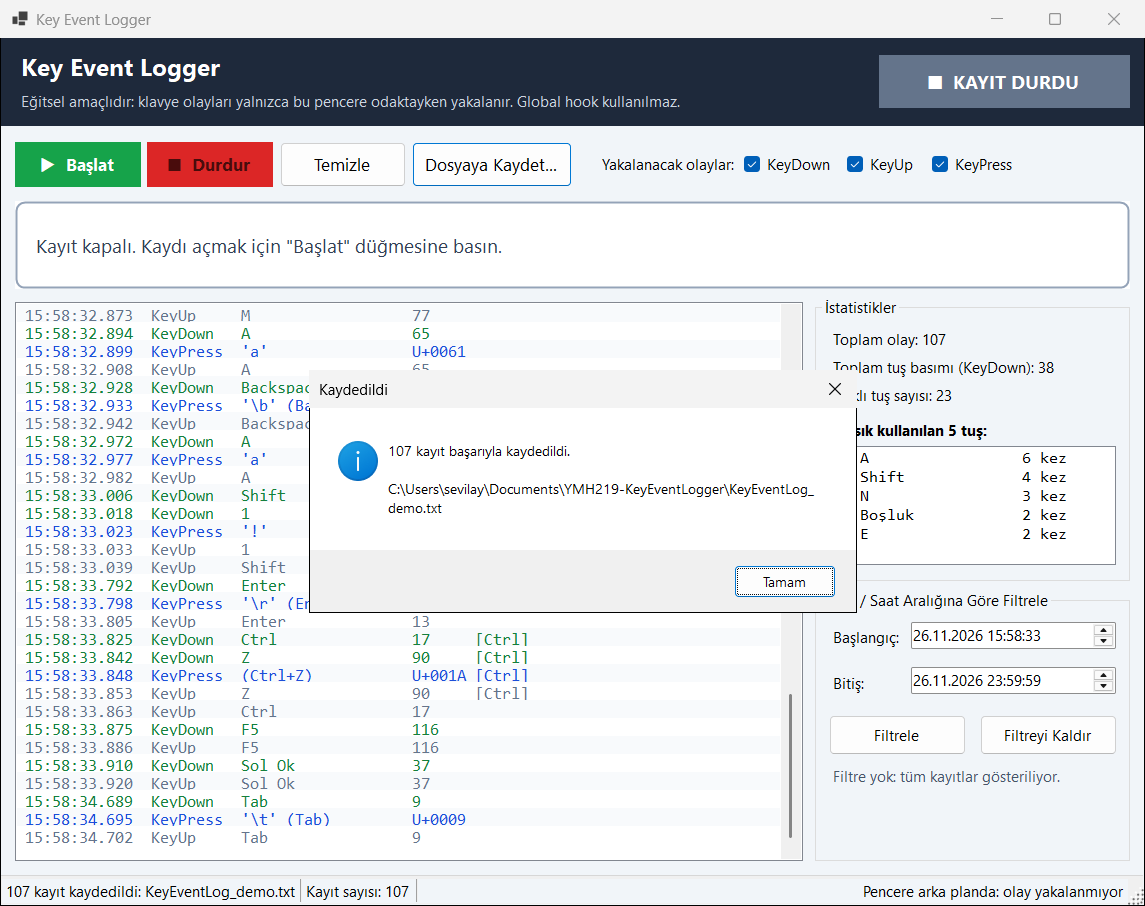 Key Event Logger
Key Event Logger
Eğitsel amaçlıdır: klavye olayları yalnızca bu pencere odaktayken yakalanır. Global hook kullanılmaz.
KAYIT DURDU
Başlat
Durdur
Temizle
Dosyaya Kaydet...
Yakalanacak olaylar:
KeyDown
KeyUp
KeyPress
Kayıt kapalı. Kaydı açmak için "Başlat" düğmesine basın.
15:58:32.873 KeyUp M 77
15:58:32.894 KeyDown A 65
15:58:32.899 KeyPress 'a' U+0061
15:58:32.908 KeyUp A 65
15:58:32.928 KeyDown Backspac
15:58:32.933 KeyPress '\b' (Ba
15:58:32.942 KeyUp Backspac
15:58:32.972 KeyDown A
15:58:32.977 KeyPress 'a'
15:58:32.982 KeyUp A
15:58:33.006 KeyDown Shift
15:58:33.018 KeyDown 1
15:58:33.023 KeyPress '!'
15:58:33.033 KeyUp 1
15:58:33.039 KeyUp Shift
15:58:33.792 KeyDown Enter
15:58:33.798 KeyPress '\r' (En
15:58:33.805 KeyUp Enter 13
15:58:33.825 KeyDown Ctrl 17 [Ctrl]
15:58:33.842 KeyDown Z 90 [Ctrl]
15:58:33.848 KeyPress (Ctrl+Z) U+001A [Ctrl]
15:58:33.853 KeyUp Z 90 [Ctrl]
15:58:33.863 KeyUp Ctrl 17
15:58:33.875 KeyDown F5 116
15:58:33.886 KeyUp F5 116
15:58:33.910 KeyDown Sol Ok 37
15:58:33.920 KeyUp Sol Ok 37
15:58:34.689 KeyDown Tab 9
15:58:34.695 KeyPress '\t' (Tab) U+0009
15:58:34.702 KeyUp Tab 9
Kaydedildi
107 kayıt başarıyla kaydedildi.
C:\Users\sevilay\Documents\YMH219-KeyEventLogger\KeyEventLog_
demo.txt
Tamam
İstatistikler
Toplam olay: 107
Toplam tuş basımı (KeyDown): 38
klı tuş sayısı: 23
sık kullanılan 5 tuş:
A 6 kez
Shift 4 kez
N 3 kez
Boşluk 2 kez
E 2 kez
/ Saat Aralığına Göre Filtrele
Başlangıç: 26.11.2026 15:58:33
Bitiş: 26.11.2026 23:59:59
Filtrele
Filtreyi Kaldır
Filtre yok: tüm kayıtlar gösteriliyor.
107 kayıt kaydedildi: KeyEventLog_demo.txt
Kayıt sayısı: 107
Pencere arka planda: olay yakalanmıyor